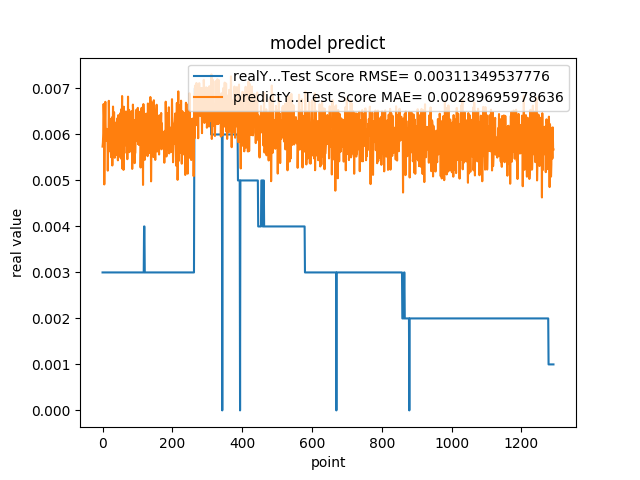 model predict
realY...Test Score RMSE= 0.00311349537776
predictY...Test Score MAE= 0.00289695978636
0.007
0.006
0.005
0.004
0.003
0.002
0.001
0.000
real value
0 200 400 600 800 1000 1200
point